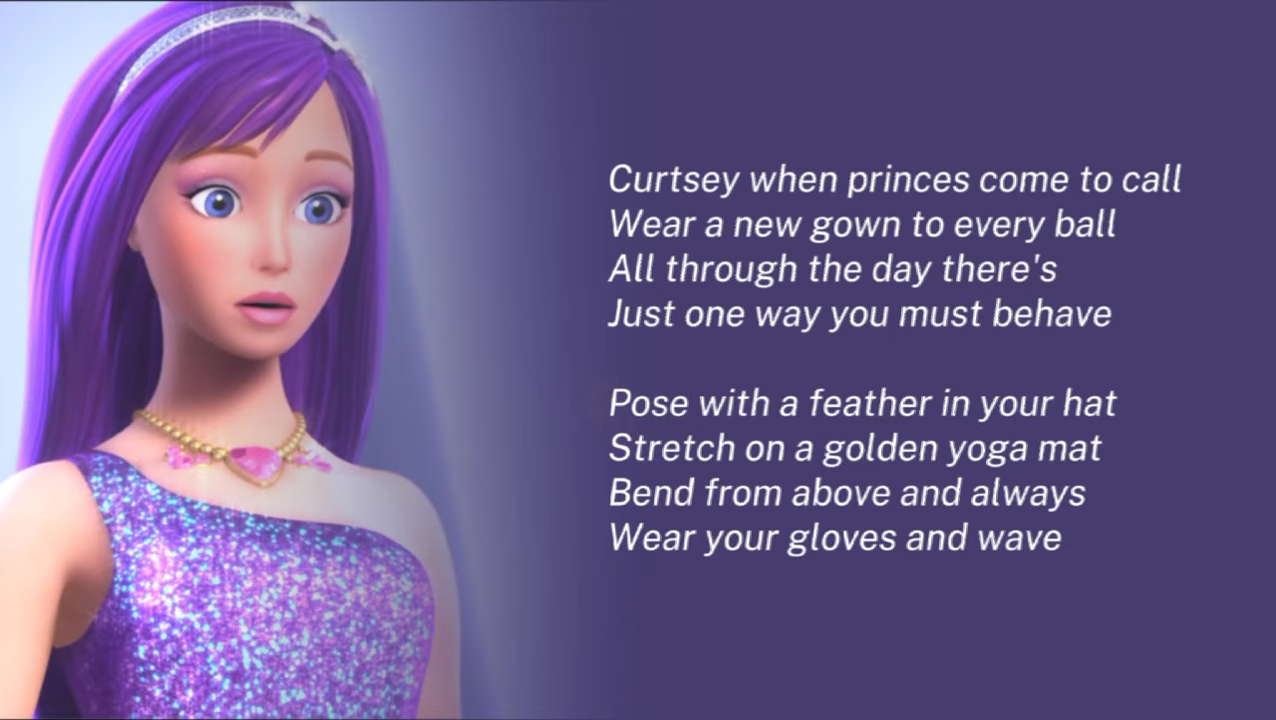 Curtsey when princes come to call
Wear a new gown to every ball
All through the day there's
Just one way you must behave
Pose with a feather in your hat
Stretch on a golden yoga mat
Bend from above and always
Wear your gloves and wave